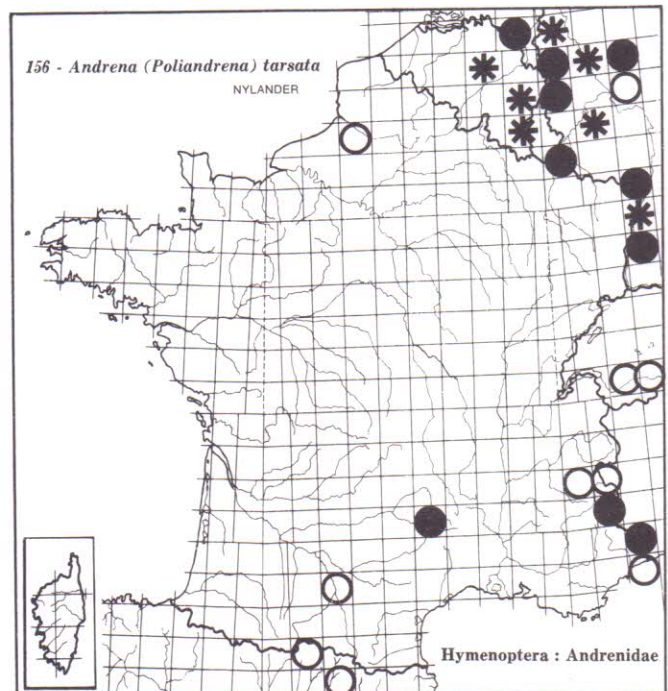 156 - Andrena (Poliandrena) tarsata
NYLANDER
Hymenoptera : Andrenidae